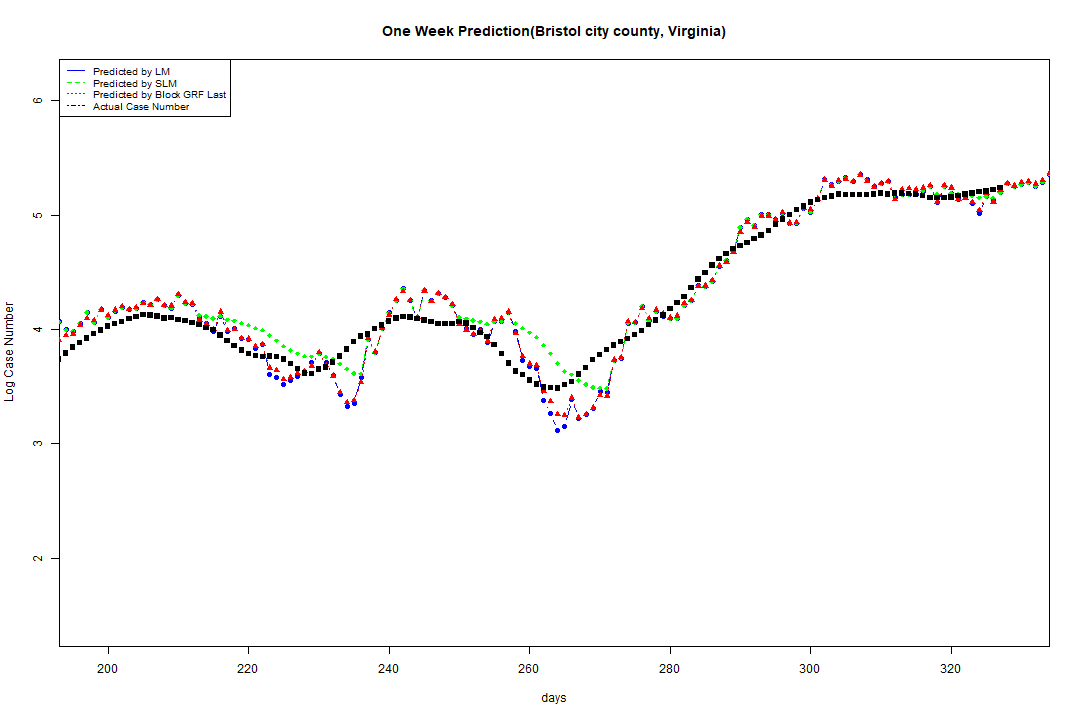 One Week Prediction(Bristol city county, Virginia)
Predicted by LM
Predicted by SLM
Predicted by Block GRF Last
Actual Case Number
6
5
4
3
2
Log Case Number
200 220 240 260 280 300 320
days